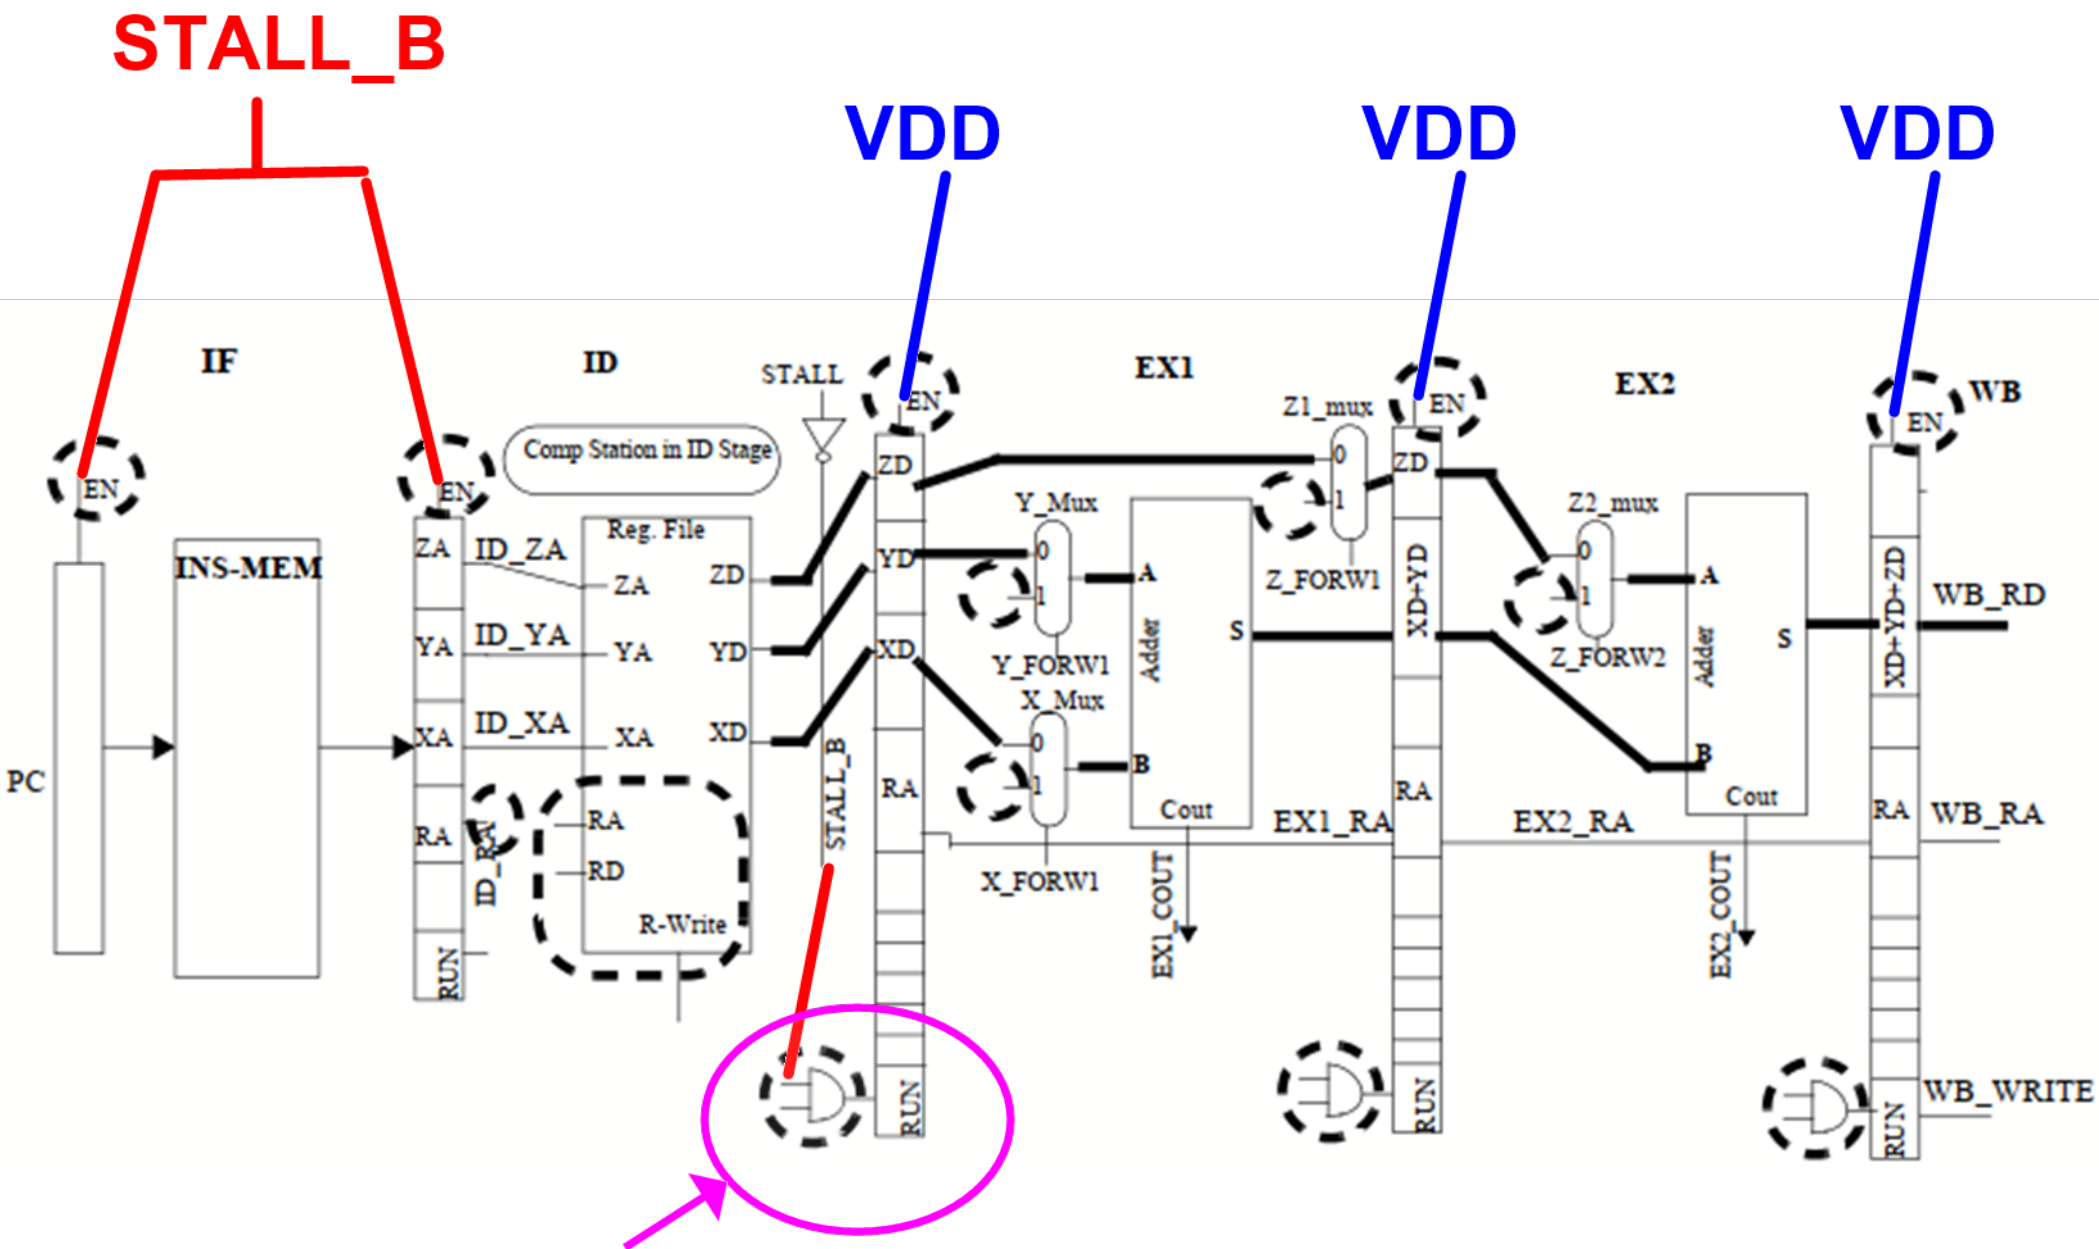 STALL_B
VDD
VDD
VDD
IF
ID
STALL
EN
EX1
Z1_mux
EN
EX2
EN
WB
EN
EN
Comp Station in ID Stage
INS-MEM
PC
ZA
ID_ZA
YA
ID_YA
XA
ID_XA
RA
ID_RA
RUN
Reg. File
ZA
ZD
YA
YD
XA
XD
RA
RD
R-Write
STALL_B
ZD
YD
XD
RA
RUN
Y_Mux
0
1
Y_FORW1
X_Mux
0
1
X_FORW1
A
Adder
S
B
Cout
EX1_COUT
0
1
Z_FORW1
EX1_RA
ZD
XD+YD
RA
RUN
Z2_mux
0
1
Z_FORW2
EX2_RA
A
Adder
S
B
Cout
EX2_COUT
XD+YD+ZD
RA
RUN
WB_RD
WB_RA
WB_WRITE